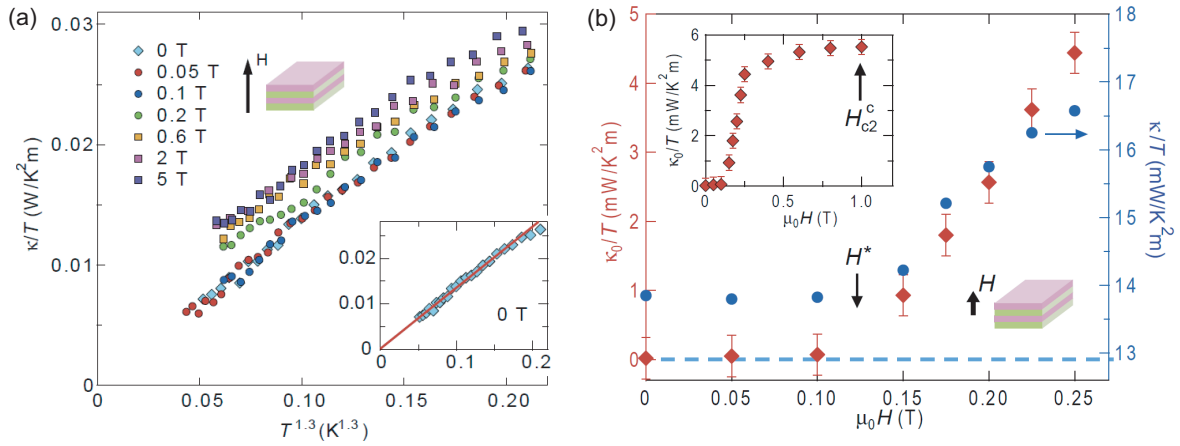 (a)
0.03
0.02
0.01
0
κ/T (W/K²m)
0 T
0.05 T
0.1 T
0.2 T
0.6 T
2 T
5 T
H
0.02
0.01
0
0 T
0 0.1 0.2
0 0.05 0.10 0.15 0.20
T^1.3 (K^1.3)
(b)
5
4
3
2
1
0
κ₀/T (mW/K²m)
6
4
2
0
κ₀/T (mW/K²m)
H^c_c2
0 0.5 1.0
μ₀H (T)
H*
H
18
17
16
15
14
13
κ/T (mW/K²m)
0 0.05 0.10 0.15 0.20 0.25
μ₀H (T)